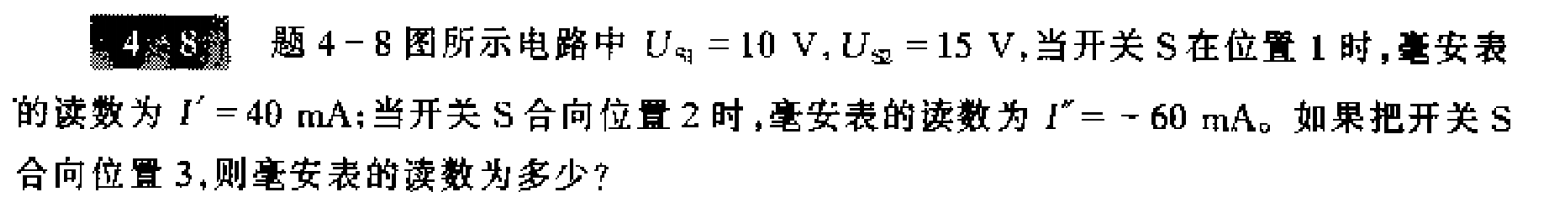 4-8 题 4-8 图所示电路中 U_{S1} = 10 V, U_{S2} = 15 V,当开关 S 在位置 1 时,毫安表
的读数为 I′ = 40 mA;当开关 S 合向位置 2 时,毫安表的读数为 I″ = - 60 mA。如果把开关 S
合向位置 3,则毫安表的读数为多少?